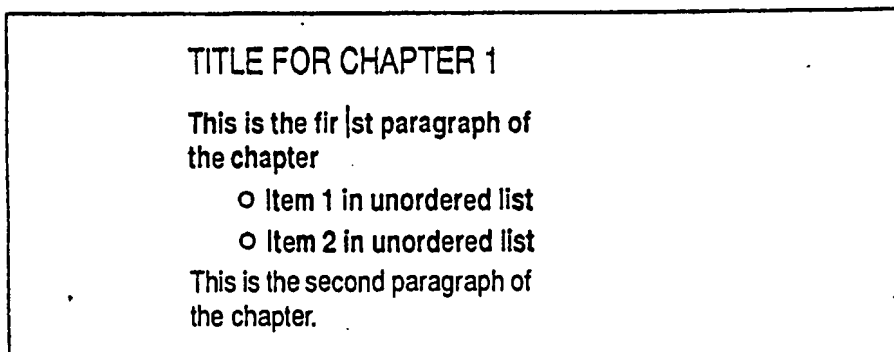 TITLE FOR CHAPTER 1
This is the fir |st paragraph of
the chapter
o Item 1 in unordered list
o Item 2 in unordered list
This is the second paragraph of
the chapter.